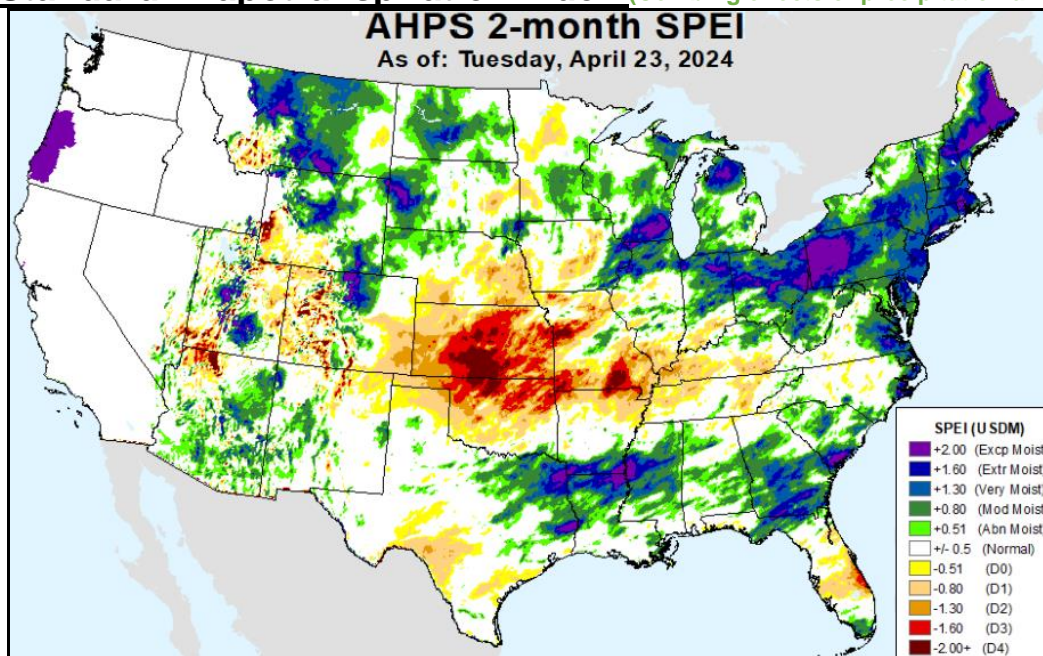 AHPS 2-month SPEI
As of: Tuesday, April 23, 2024
SPEI (USDM)
+2.00 (Excp Moist)
+1.60 (Extr Moist)
+1.30 (Very Moist)
+0.80 (Mod Moist)
+0.51 (Abn Moist)
+/- 0.5 (Normal)
-0.51 (D0)
-0.80 (D1)
-1.30 (D2)
-1.60 (D3)
-2.00+ (D4)